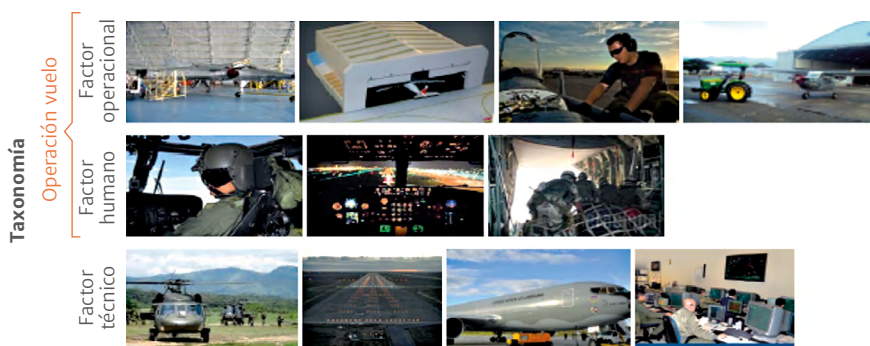 Taxonomía
Operación vuelo
Factor
operacional
Factor
humano
Factor
técnico